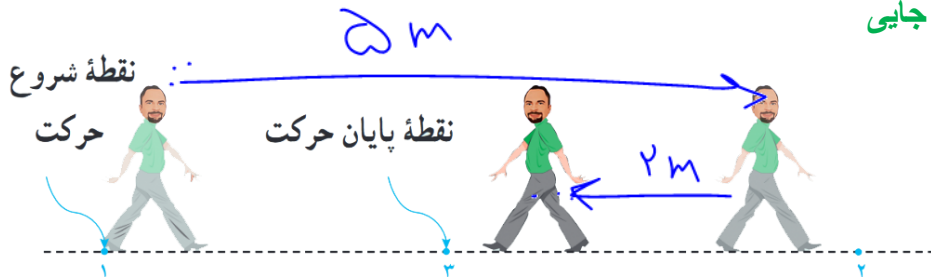 جایی
۵ m
نقطهٔ شروع
حرکت
نقطهٔ پایان حرکت
۲ m
۱
۳
۲